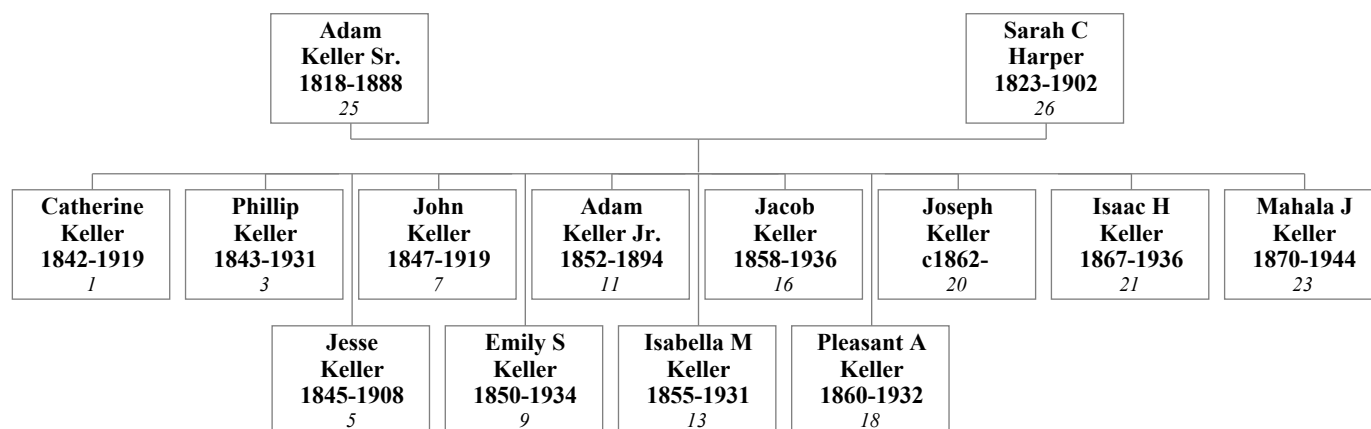 Adam
Keller Sr.
1818-1888
25
Sarah C
Harper
1823-1902
26
Catherine
Keller
1842-1919
1
Phillip
Keller
1843-1931
3
John
Keller
1847-1919
7
Adam
Keller Jr.
1852-1894
11
Jacob
Keller
1858-1936
16
Joseph
Keller
c1862-
20
Isaac H
Keller
1867-1936
21
Mahala J
Keller
1870-1944
23
Jesse
Keller
1845-1908
5
Emily S
Keller
1850-1934
9
Isabella M
Keller
1855-1931
13
Pleasant A
Keller
1860-1932
18